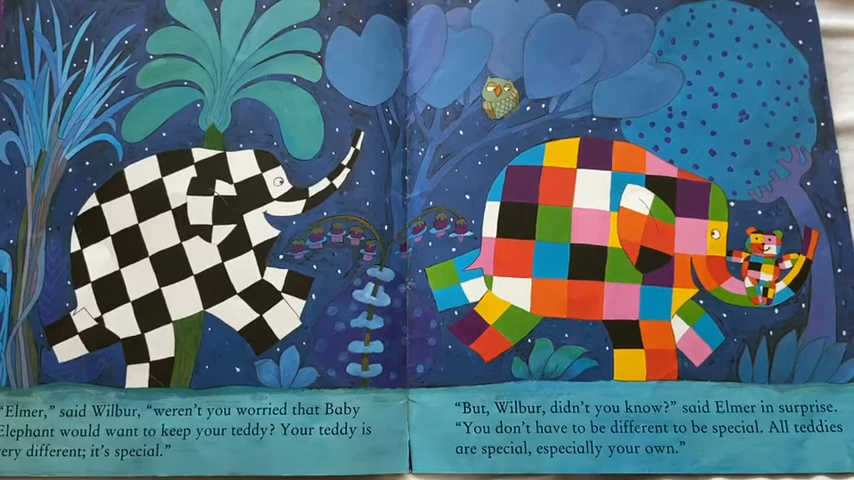 “Elmer,” said Wilbur, “weren’t you worried that Baby
Elephant would want to keep your teddy? Your teddy is
very different; it’s special.”
“But, Wilbur, didn’t you know?” said Elmer in surprise.
“You don’t have to be different to be special. All teddies
are special, especially your own.”